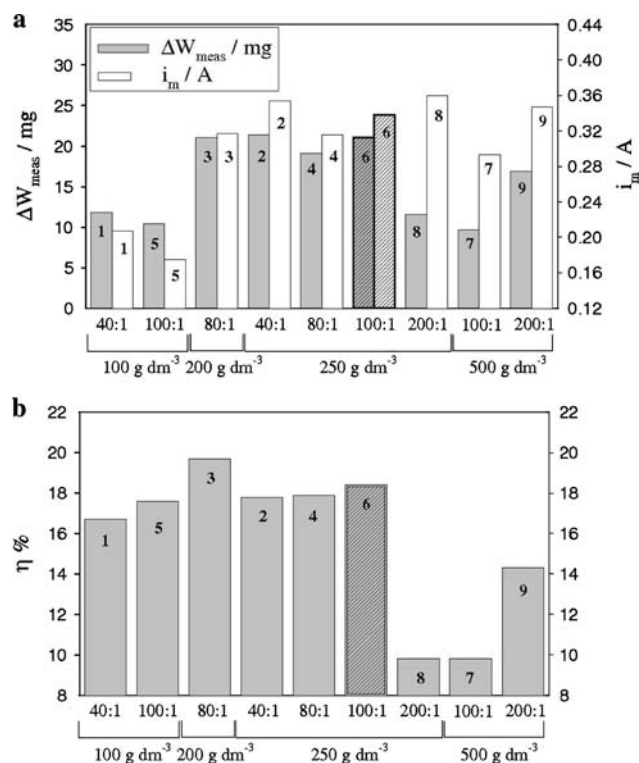 a
35 0.44
ΔW_meas / mg
i_m / A
30 0.40
25 0.36
20 0.32
15 0.28
10 0.24
5 0.20
0 0.16
0.12
ΔW_meas / mg
i_m / A
1 1 5 5 3 3 2 2 4 4 6 6 8 8 7 7 9 9
40:1 100:1 80:1 40:1 80:1 100:1 200:1 100:1 200:1
100 g dm⁻³ 200 g dm⁻³ 250 g dm⁻³ 500 g dm⁻³
b
22 22
20 20
18 18
16 16
14 14
12 12
10 10
8 8
η %
1 5 3 2 4 6 8 7 9
40:1 100:1 80:1 40:1 80:1 100:1 200:1 100:1 200:1
100 g dm⁻³ 200 g dm⁻³ 250 g dm⁻³ 500 g dm⁻³